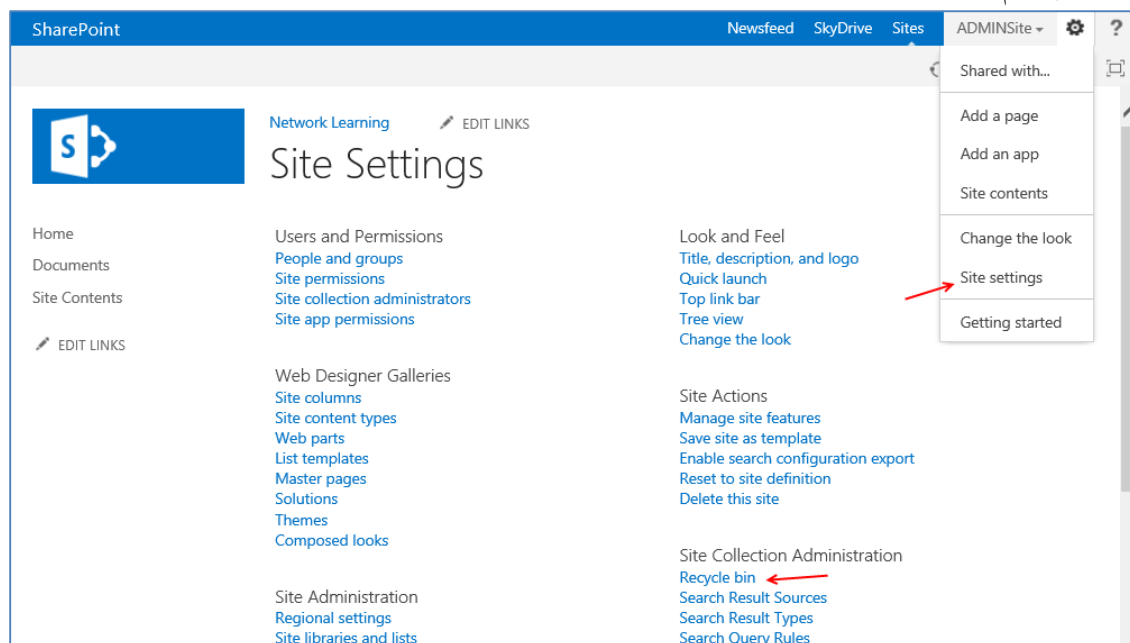 SharePoint
Newsfeed SkyDrive Sites ADMINSite ?
Shared with...
Add a page
Add an app
Site contents
Change the look
Site settings
Getting started
S
Network Learning EDIT LINKS
Site Settings
Home
Documents
Site Contents
EDIT LINKS
Users and Permissions
People and groups
Site permissions
Site collection administrators
Site app permissions
Web Designer Galleries
Site columns
Site content types
Web parts
List templates
Master pages
Solutions
Themes
Composed looks
Site Administration
Regional settings
Site libraries and lists
Look and Feel
Title, description, and logo
Quick launch
Top link bar
Tree view
Change the look
Site Actions
Manage site features
Save site as template
Enable search configuration export
Reset to site definition
Delete this site
Site Collection Administration
Recycle bin
Search Result Sources
Search Result Types
Search Query Rules